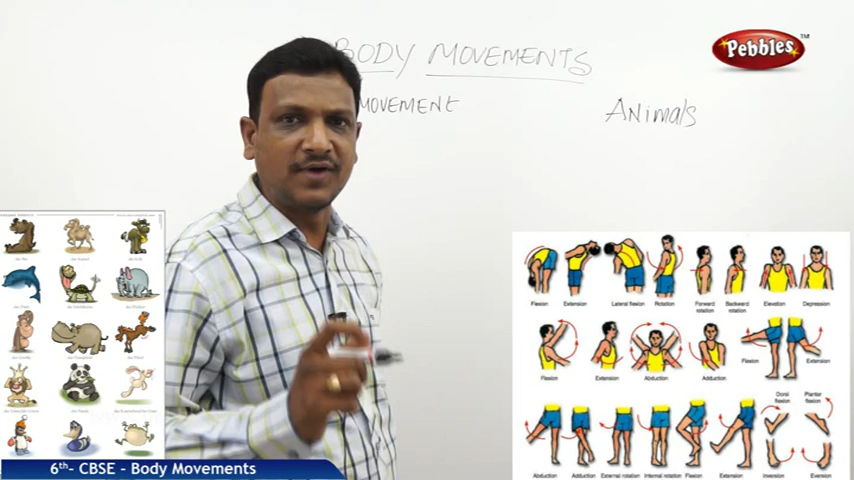 BODY MOVEMENTS
Pebbles™
MOVEMENT
Animals
Flexion
Extension
Lateral flexion
Rotation
Forward
rotation
Backward
rotation
Elevation
Depression
Flexion
Extension
Abduction
Adduction
Flexion
Extension
Dorsi
flexion
Plantar
flexion
Abduction
Adduction
External rotation
Internal rotation
Flexion
Extension
Inversion
Eversion
6th- CBSE - Body Movements